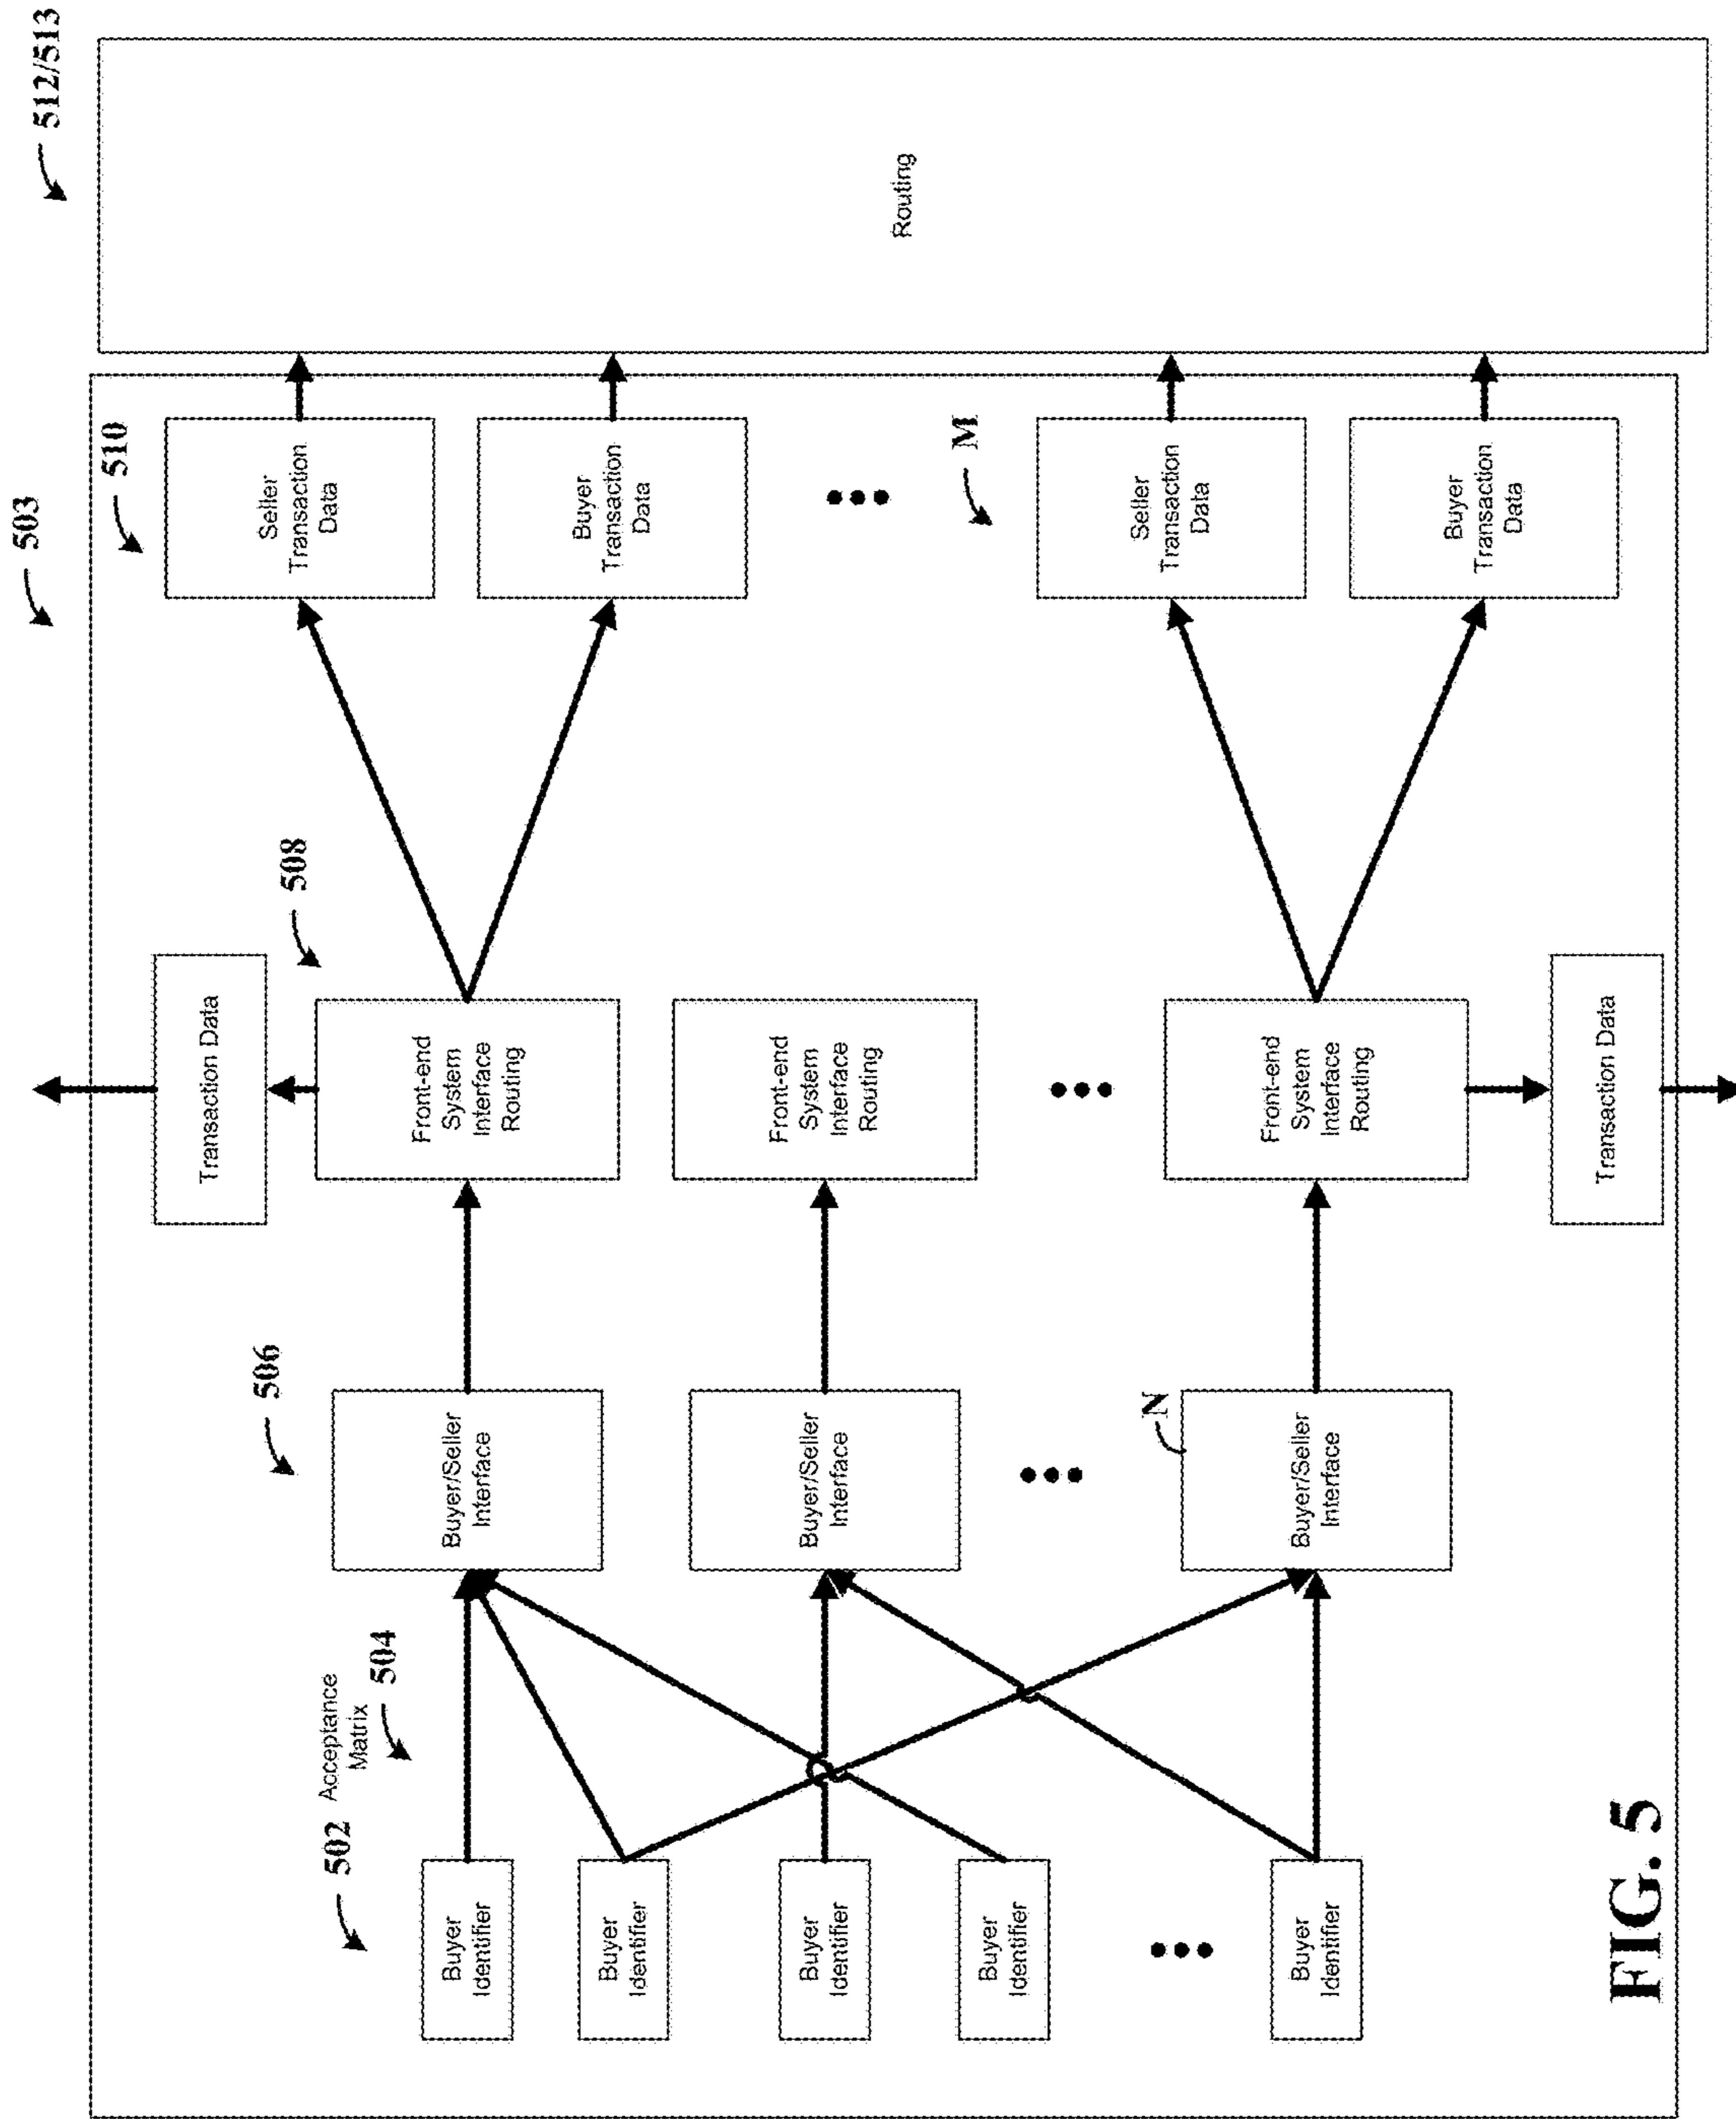 503
512/513
502
Acceptance
Matrix
504
506
508
510
Buyer
Identifier
Buyer
Identifier
Buyer
Identifier
Buyer
Identifier
Buyer
Identifier
Buyer/Seller
Interface
Buyer/Seller
Interface
N
Buyer/Seller
Interface
Transaction Data
Front-end
System
Interface
Routing
Front-end
System
Interface
Routing
Front-end
System
Interface
Routing
Transaction Data
Seller
Transaction
Data
Buyer
Transaction
Data
M
Seller
Transaction
Data
Buyer
Transaction
Data
Routing
FIG. 5